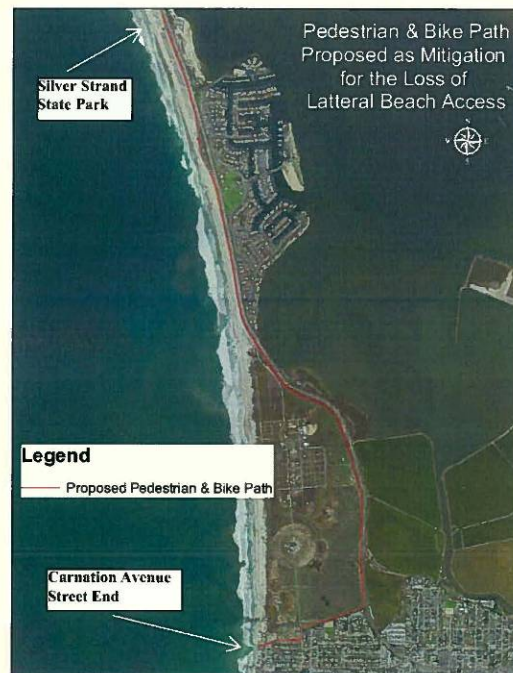 Pedestrian & Bike Path
Proposed as Mitigation
for the Loss of
Latteral Beach Access
Silver Strand
State Park
N
W E
S
Legend
Proposed Pedestrian & Bike Path
Carnation Avenue
Street End